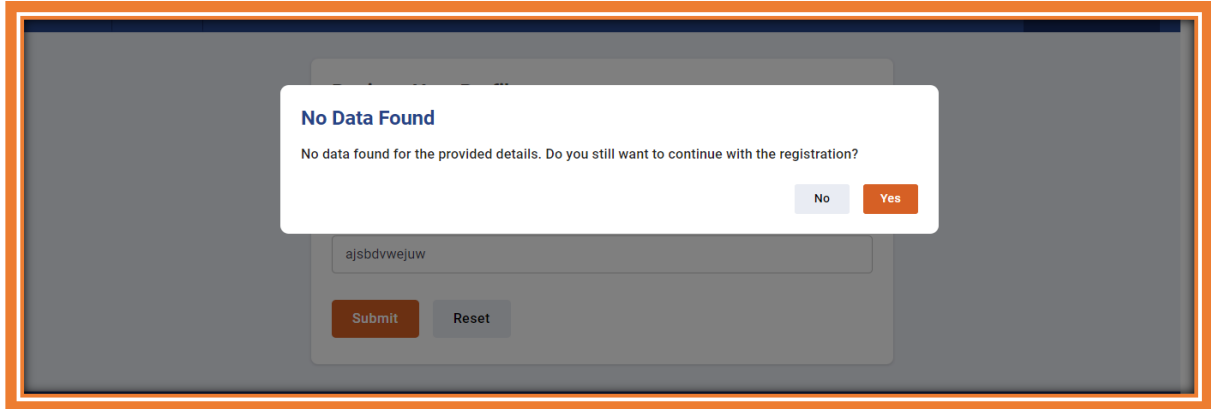 No Data Found
No data found for the provided details. Do you still want to continue with the registration?
No Yes
ajsbdvwejuw
Submit Reset